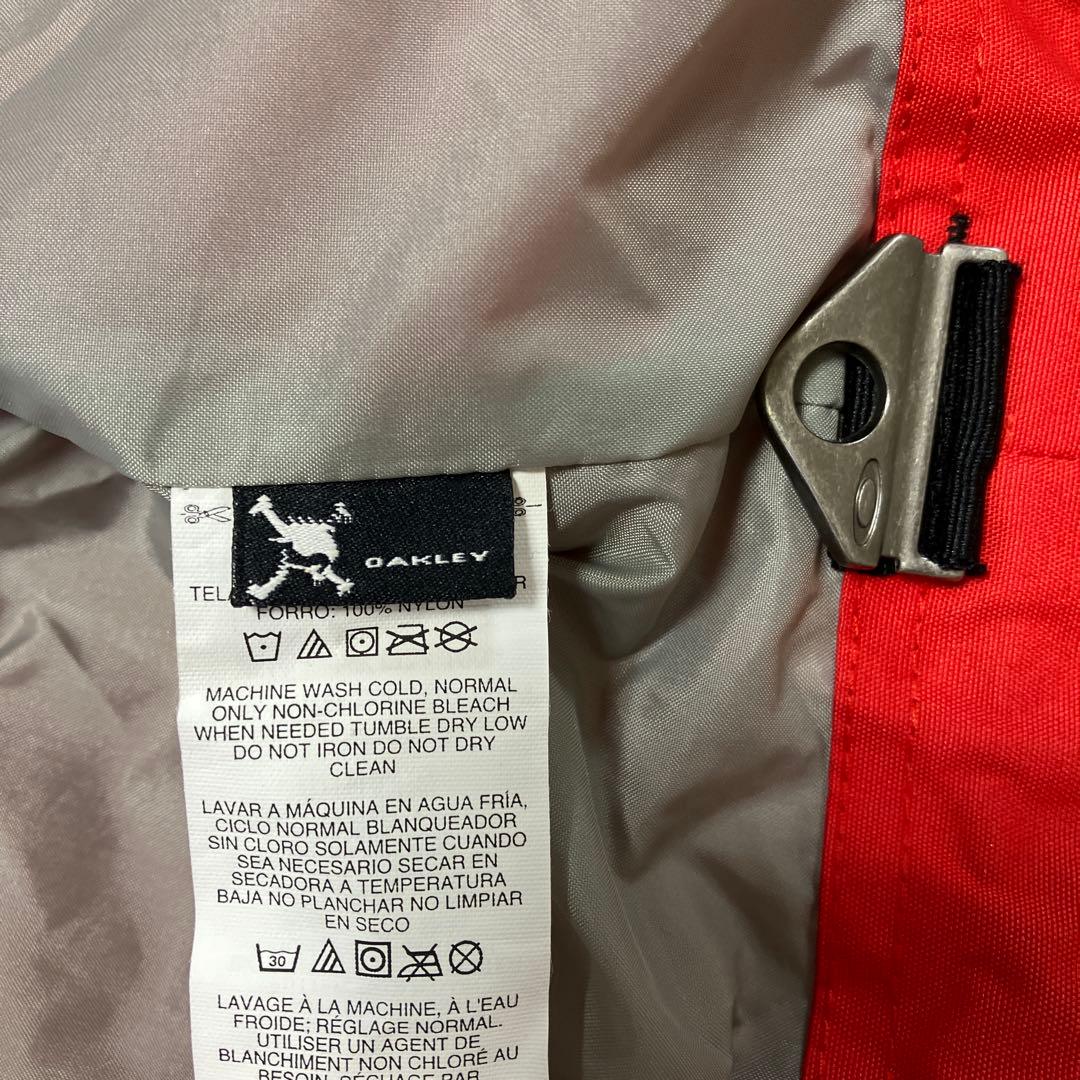 OAKLEY
FORRO: 100% NYLON
MACHINE WASH COLD, NORMAL
ONLY NON-CHLORINE BLEACH
WHEN NEEDED TUMBLE DRY LOW
DO NOT IRON DO NOT DRY
CLEAN
LAVAR A MÁQUINA EN AGUA FRÍA,
CICLO NORMAL BLANQUEADOR
SIN CLORO SOLAMENTE CUANDO
SEA NECESARIO SECAR EN
SECADORA A TEMPERATURA
BAJA NO PLANCHAR NO LIMPIAR
EN SECO
30
LAVAGE À LA MACHINE, À L'EAU
FROIDE; RÉGLAGE NORMAL.
UTILISER UN AGENT DE
BLANCHIMENT NON CHLORÉ AU
BESOIN. SÉCHAGE PAR